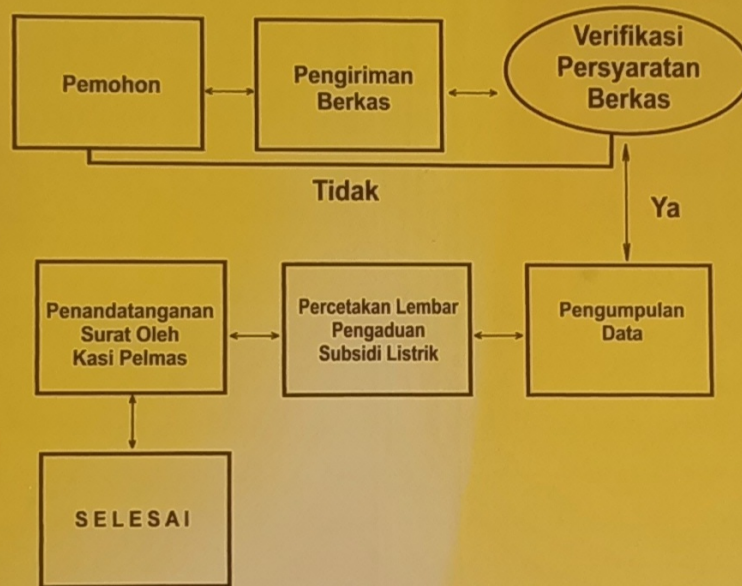 Pemohon
Pengiriman
Berkas
Verifikasi
Persyaratan
Berkas
Tidak
Ya
Penandatanganan
Surat Oleh
Kasi Pelmas
Percetakan Lembar
Pengaduan
Subsidi Listrik
Pengumpulan
Data
SELESAI